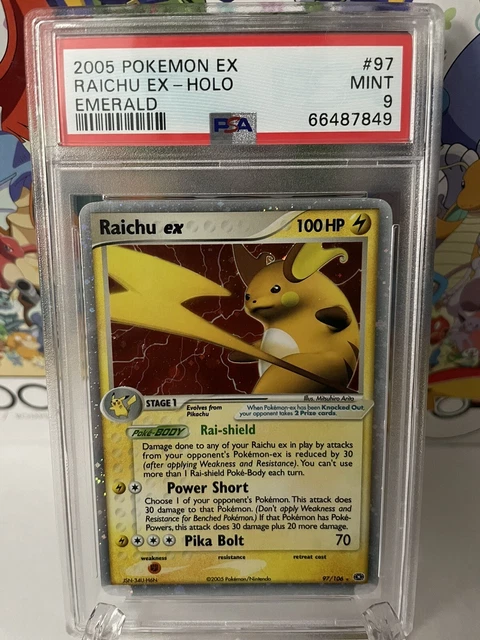 2005 POKEMON EX #97
RAICHU EX - HOLO MINT
EMERALD 9
PSA 66487849
Raichu ex 100 HP
Illus. Mitsuhiro Arita
STAGE 1 Evolves from Pikachu
When Pokémon-ex has been Knocked Out,
your opponent takes 2 Prize cards.
Poké-BODY Rai-shield
Damage done to any of your Raichu ex in play by attacks
from your opponent's Pokémon-ex is reduced by 30
(after applying Weakness and Resistance). You can't use
more than 1 Rai-shield Poké-Body each turn.
Power Short
Choose 1 of your opponent's Pokémon. This attack does
30 damage to that Pokémon. (Don't apply Weakness and
Resistance for Benched Pokémon.) If that Pokémon has Poké-
Powers, this attack does 30 damage plus 20 more damage.
Pika Bolt 70
weakness resistance retreat cost
©2005 Pokémon/Nintendo 97/106